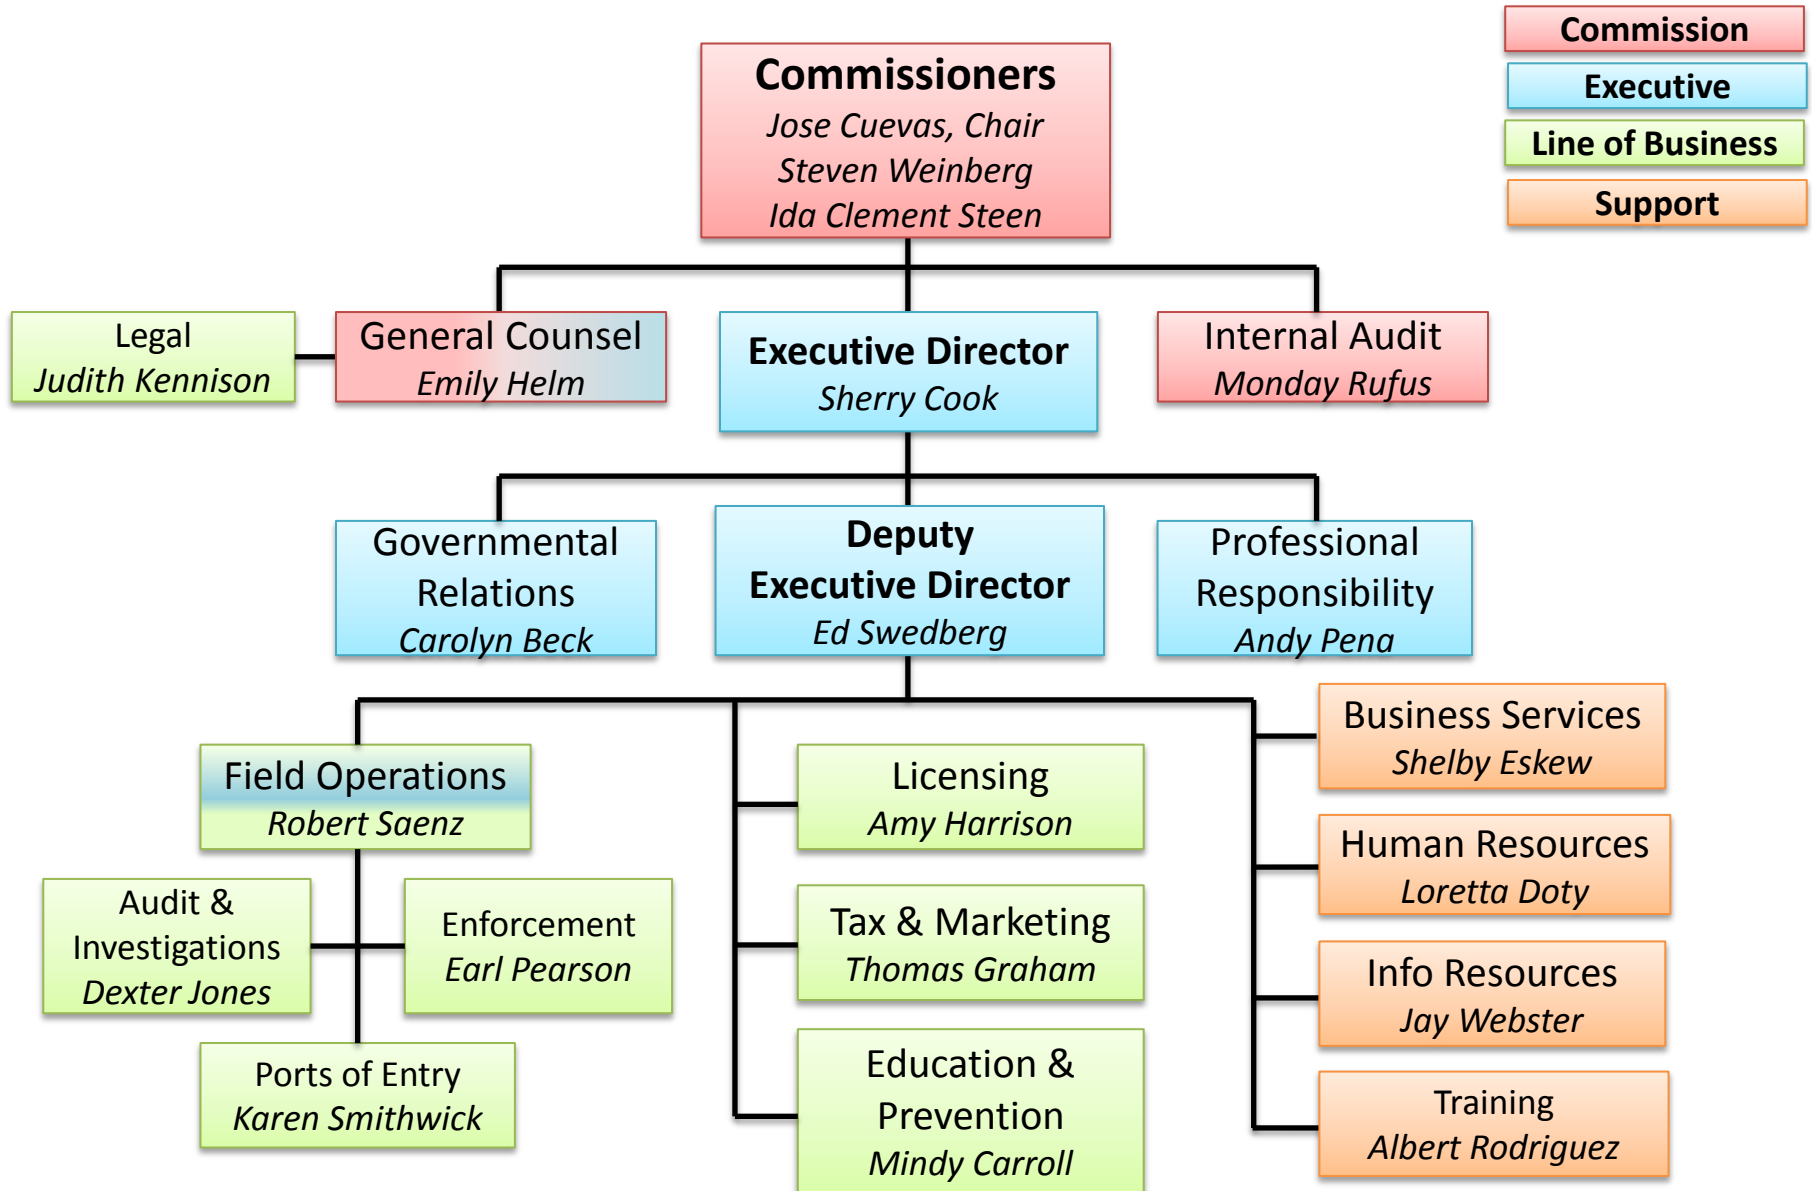 Commission
Executive
Line of Business
Support
Commissioners
Jose Cuevas, Chair
Steven Weinberg
Ida Clement Steen
Legal
Judith Kennison
General Counsel
Emily Helm
Executive Director
Sherry Cook
Internal Audit
Monday Rufus
Governmental
Relations
Carolyn Beck
Deputy
Executive Director
Ed Swedberg
Professional
Responsibility
Andy Pena
Field Operations
Robert Saenz
Audit &
Investigations
Dexter Jones
Enforcement
Earl Pearson
Ports of Entry
Karen Smithwick
Licensing
Amy Harrison
Tax & Marketing
Thomas Graham
Education &
Prevention
Mindy Carroll
Business Services
Shelby Eskew
Human Resources
Loretta Doty
Info Resources
Jay Webster
Training
Albert Rodriguez